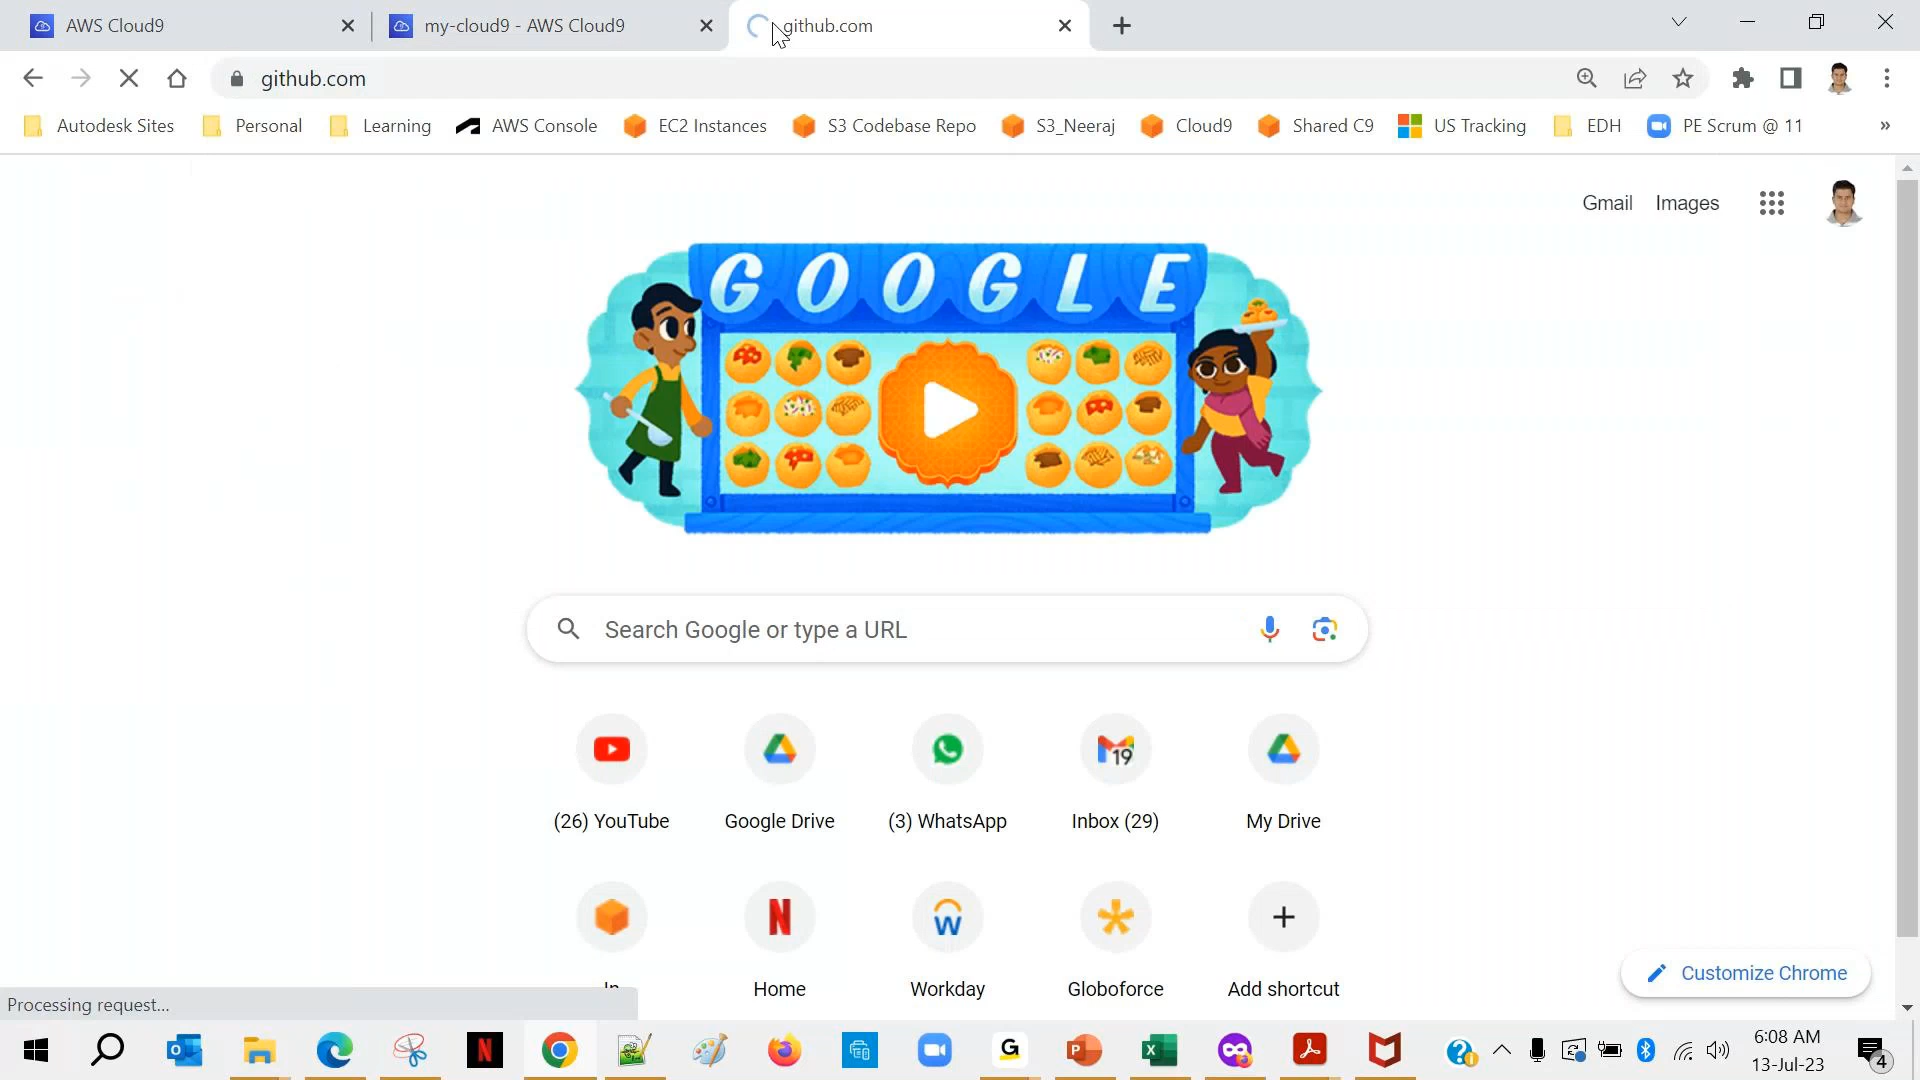 AWS Cloud9
my-cloud9 - AWS Cloud9
github.com
github.com
Autodesk Sites
Personal
Learning
AWS Console
EC2 Instances
S3 Codebase Repo
S3_Neeraj
Cloud9
Shared C9
US Tracking
EDH
PE Scrum @ 11
»
Gmail
Images
GOOGLE
Search Google or type a URL
19
(26) YouTube
Google Drive
(3) WhatsApp
Inbox (29)
My Drive
Home
Workday
Globoforce
Add shortcut
Customize Chrome
Processing request...
6:08 AM
13-Jul-23
4